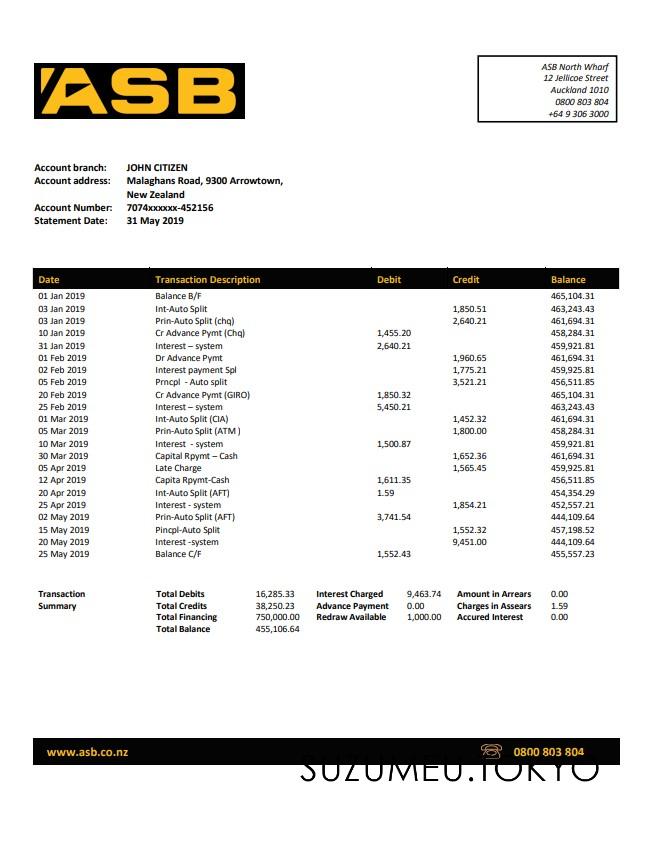 ASB
ASB North Wharf
12 Jellicoe Street
Auckland 1010
0800 803 804
+64 9 306 3000
Account branch: JOHN CITIZEN
Account address: Malaghans Road, 9300 Arrowtown,
New Zealand
Account Number: 7074xxxxxx-452156
Statement Date: 31 May 2019
Date Transaction Description Debit Credit Balance
01 Jan 2019 Balance B/F 465,104.31
03 Jan 2019 Int-Auto Split 1,850.51 463,243.43
03 Jan 2019 Prin-Auto Split (chq) 2,640.21 461,694.31
10 Jan 2019 Cr Advance Pymt (Chq) 1,455.20 458,284.31
31 Jan 2019 Interest – system 2,640.21 459,921.81
01 Feb 2019 Dr Advance Pymt 1,960.65 461,694.31
02 Feb 2019 Interest payment Spl 1,775.21 459,925.81
05 Feb 2019 Prncpl - Auto split 3,521.21 456,511.85
20 Feb 2019 Cr Advance Pymt (GIRO) 1,850.32 465,104.31
25 Feb 2019 Interest – system 5,450.21 463,243.43
01 Mar 2019 Int-Auto Split (CIA) 1,452.32 461,694.31
05 Mar 2019 Prin-Auto Split (ATM ) 1,800.00 458,284.31
10 Mar 2019 Interest - system 1,500.87 459,921.81
30 Mar 2019 Capital Rpymt – Cash 1,652.36 461,694.31
05 Apr 2019 Late Charge 1,565.45 459,925.81
12 Apr 2019 Capita Rpymt-Cash 1,611.35 456,511.85
20 Apr 2019 Int-Auto Split (AFT) 1.59 454,354.29
25 Apr 2019 Interest - system 1,854.21 452,557.21
02 May 2019 Prin-Auto Split (AFT) 3,741.54 444,109.64
15 May 2019 Pincpl-Auto Split 1,552.32 457,198.52
20 May 2019 Interest -system 9,451.00 444,109.64
25 May 2019 Balance C/F 1,552.43 455,557.23
Transaction Total Debits 16,285.33 Interest Charged 9,463.74 Amount in Arrears 0.00
Summary Total Credits 38,250.23 Advance Payment 0.00 Charges in Assears 1.59
Total Financing 750,000.00 Redraw Available 1,000.00 Accured Interest 0.00
Total Balance 455,106.64
www.asb.co.nz 0800 803 804
SUZUMEU.TOKYO